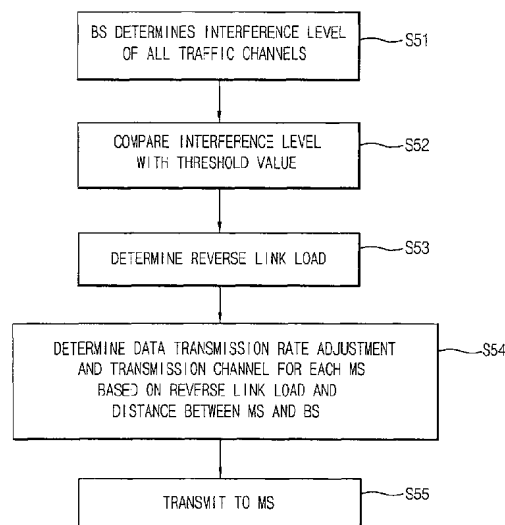 BS DETERMINES INTERFERENCE LEVEL
OF ALL TRAFFIC CHANNELS
S51
COMPARE INTERFERENCE LEVEL
WITH THRESHOLD VALUE
S52
DETERMINE REVERSE LINK LOAD
S53
DETERMINE DATA TRANSMISSION RATE ADJUSTMENT
AND TRANSMISSION CHANNEL FOR EACH MS
BASED ON REVERSE LINK LOAD AND
DISTANCE BETWEEN MS AND BS
S54
TRANSMIT TO MS
S55